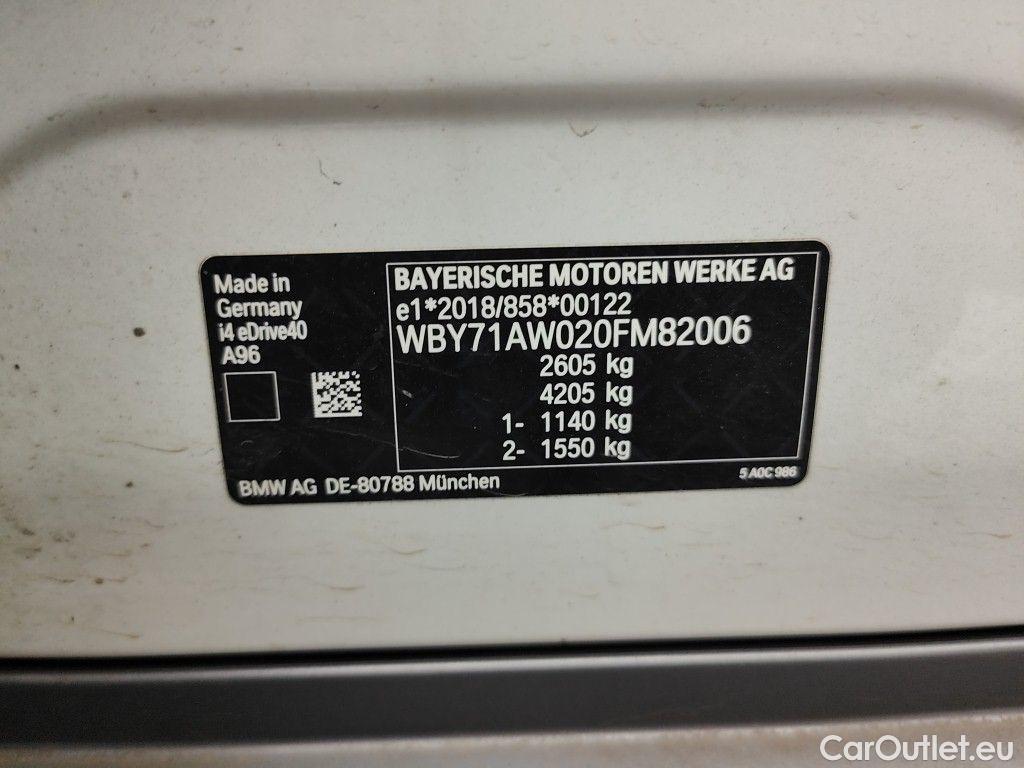 Made in
Germany
i4 eDrive40
A96
BAYERISCHE MOTOREN WERKE AG
e1*2018/858*00122
WBY71AW020FM82006
2605 kg
4205 kg
1- 1140 kg
2- 1550 kg
BMW AG DE-80788 München
5 A0C 986
CarOutlet.eu